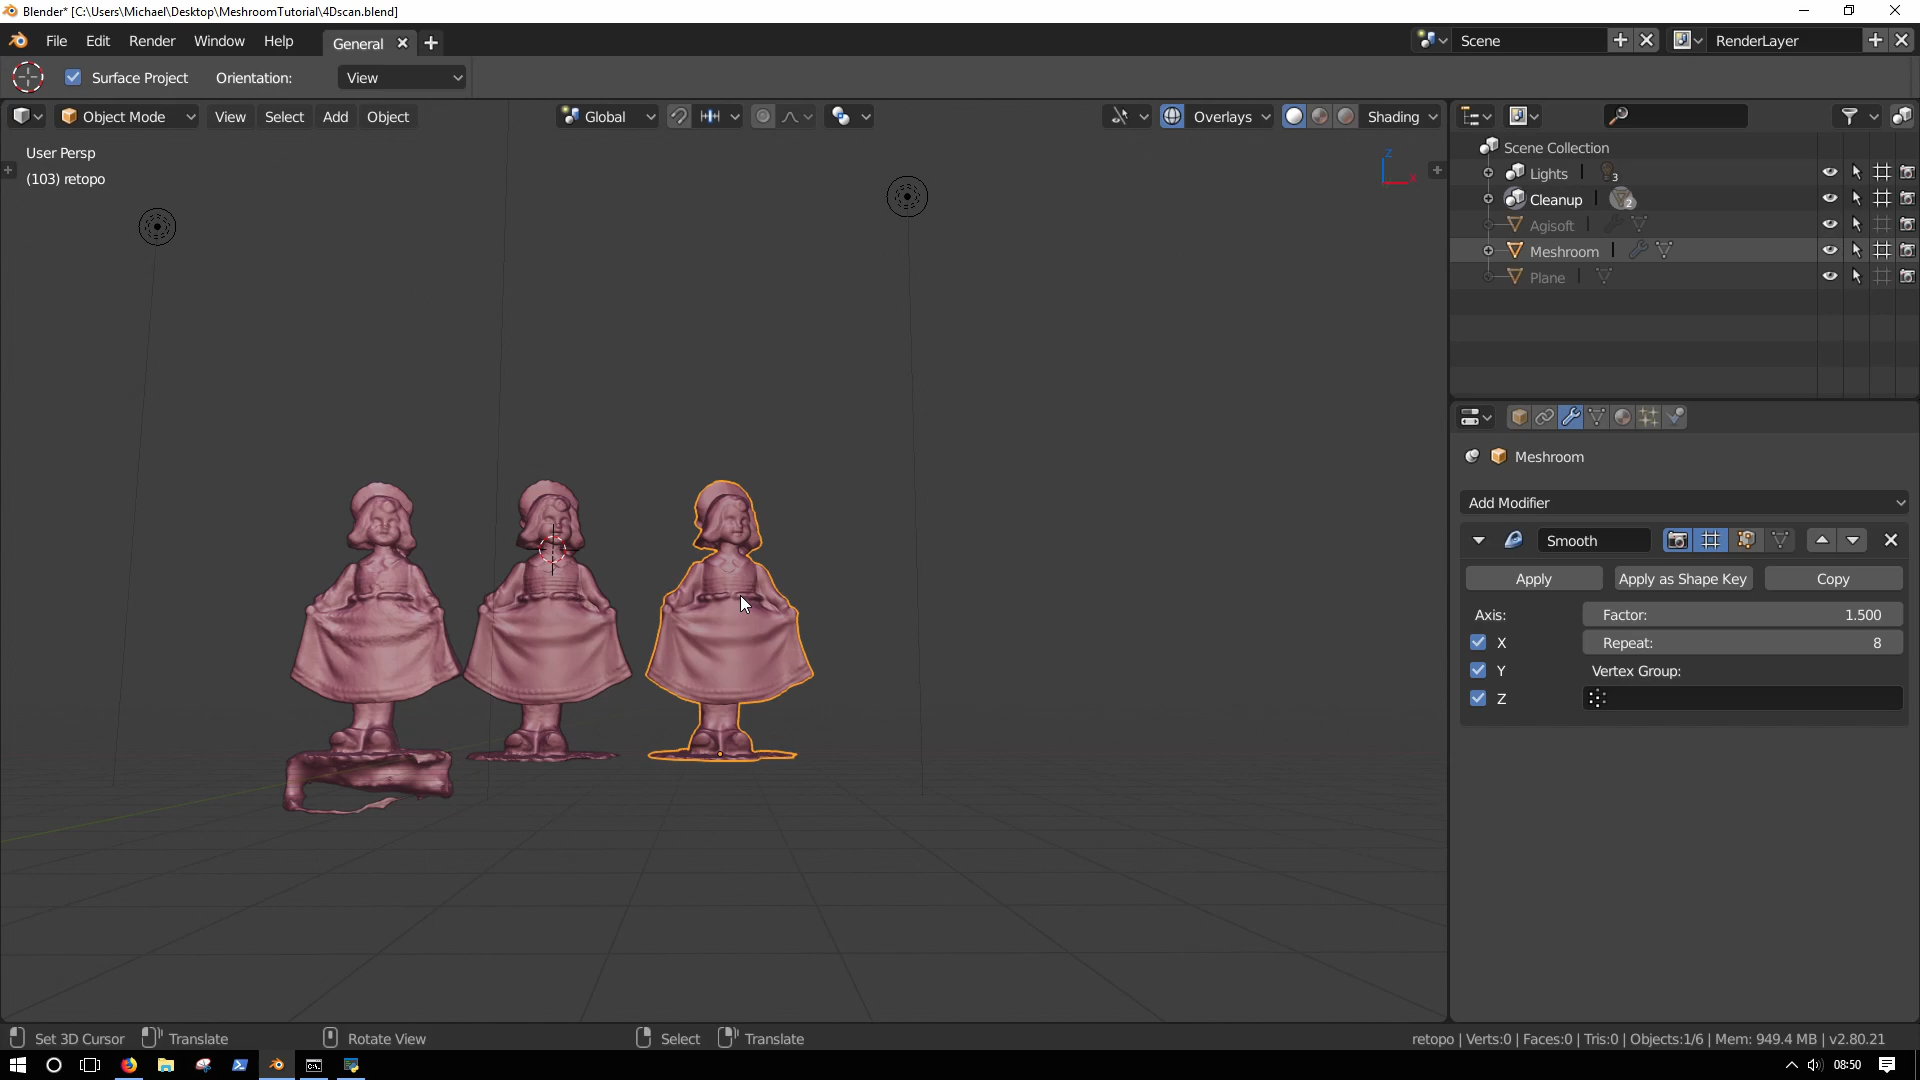 Blender* [C:\Users\Michael\Desktop\MeshroomTutorial\4Dscan.blend]
File Edit Render Window Help General Scene RenderLayer
Surface Project Orientation: View
Object Mode View Select Add Object Global Overlays Shading
User Persp
(103) retopo
Z
X
Scene Collection
Lights 3
Cleanup 2
Agisoft
Meshroom
Plane
Meshroom
Add Modifier
Smooth
Apply Apply as Shape Key Copy
Axis: Factor: 1.500
X Repeat: 8
Y Vertex Group:
Z
Set 3D Cursor Translate Rotate View Select Translate retopo | Verts:0 | Faces:0 | Tris:0 | Objects:1/6 | Mem: 949.4 MB | v2.80.21
08:50